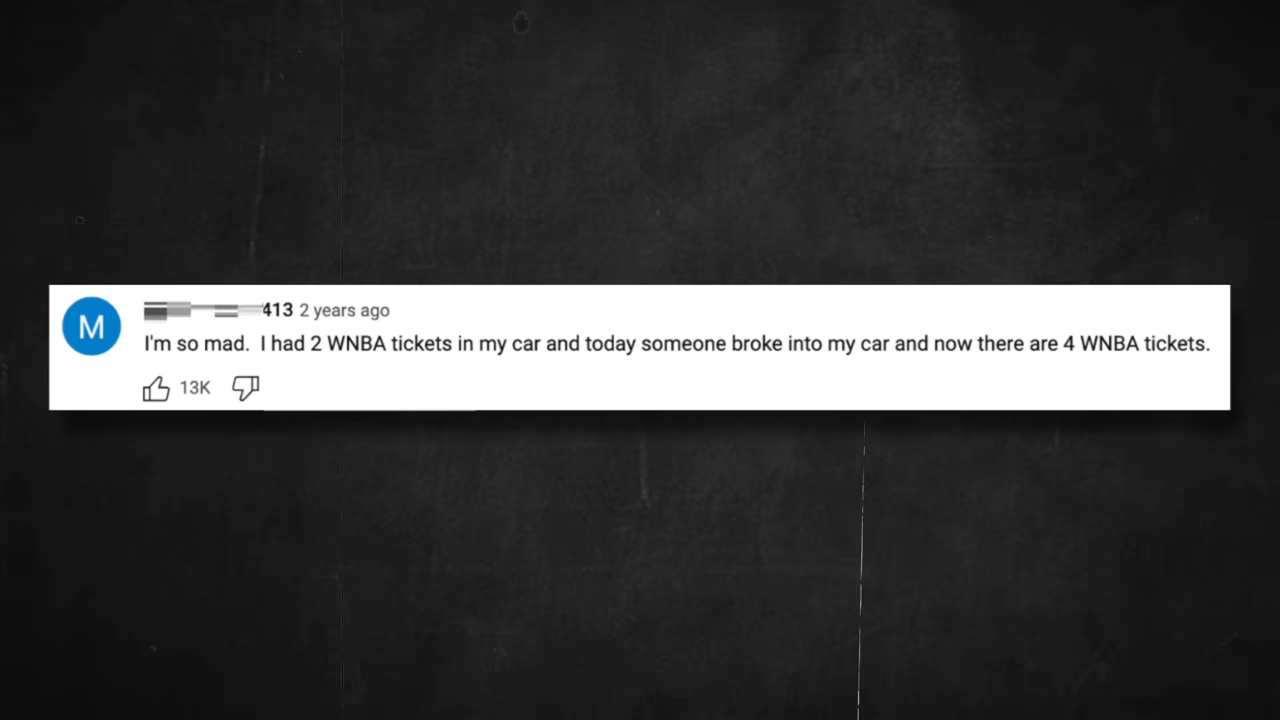 M
413 2 years ago
I'm so mad.  I had 2 WNBA tickets in my car and today someone broke into my car and now there are 4 WNBA tickets.
13K